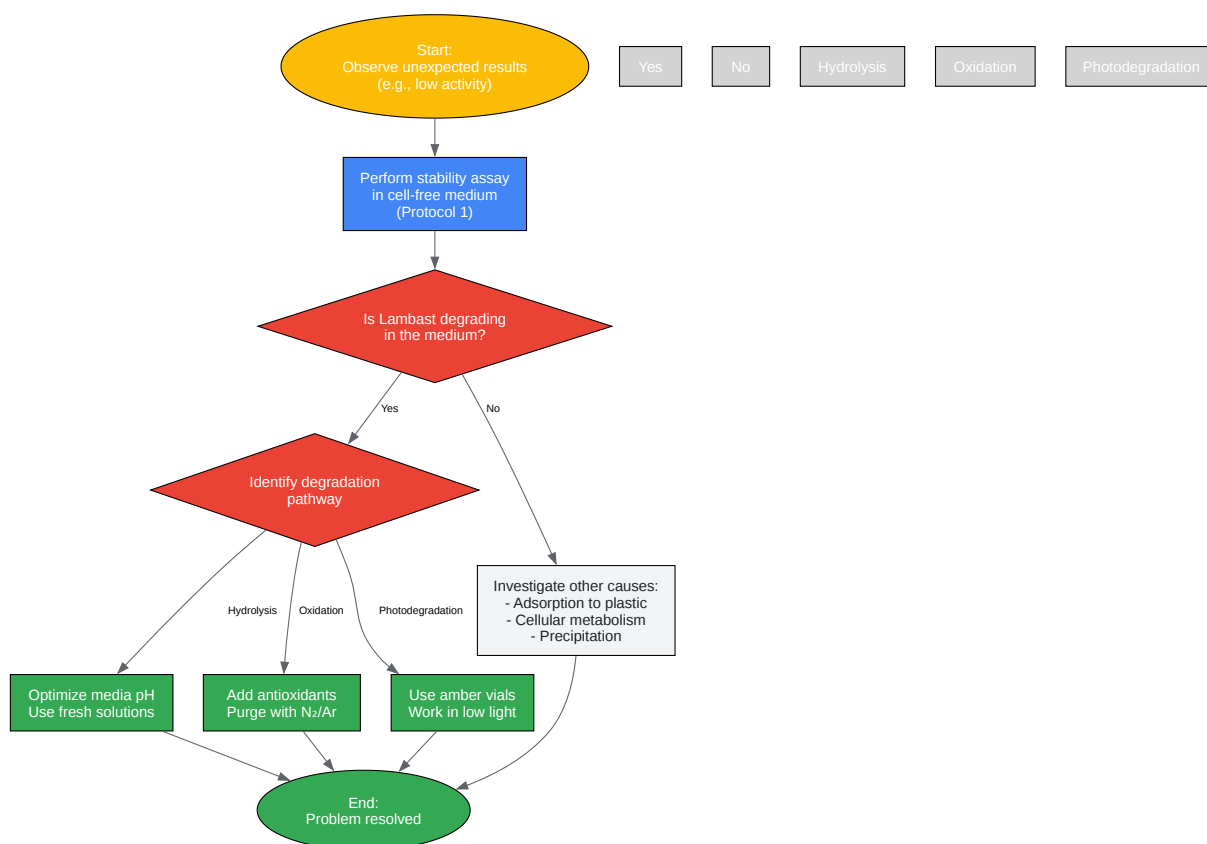 Start:
Observe unexpected results
(e.g., low activity)
Yes
No
Hydrolysis
Oxidation
Photodegradation
Perform stability assay
in cell-free medium
(Protocol 1)
Is Lambast degrading
in the medium?
Yes
No
Identify degradation
pathway
Hydrolysis
Oxidation
Photodegradation
Investigate other causes:
- Adsorption to plastic
- Cellular metabolism
- Precipitation
Optimize media pH
Use fresh solutions
Add antioxidants
Purge with N₂/Ar
Use amber vials
Work in low light
End:
Problem resolved